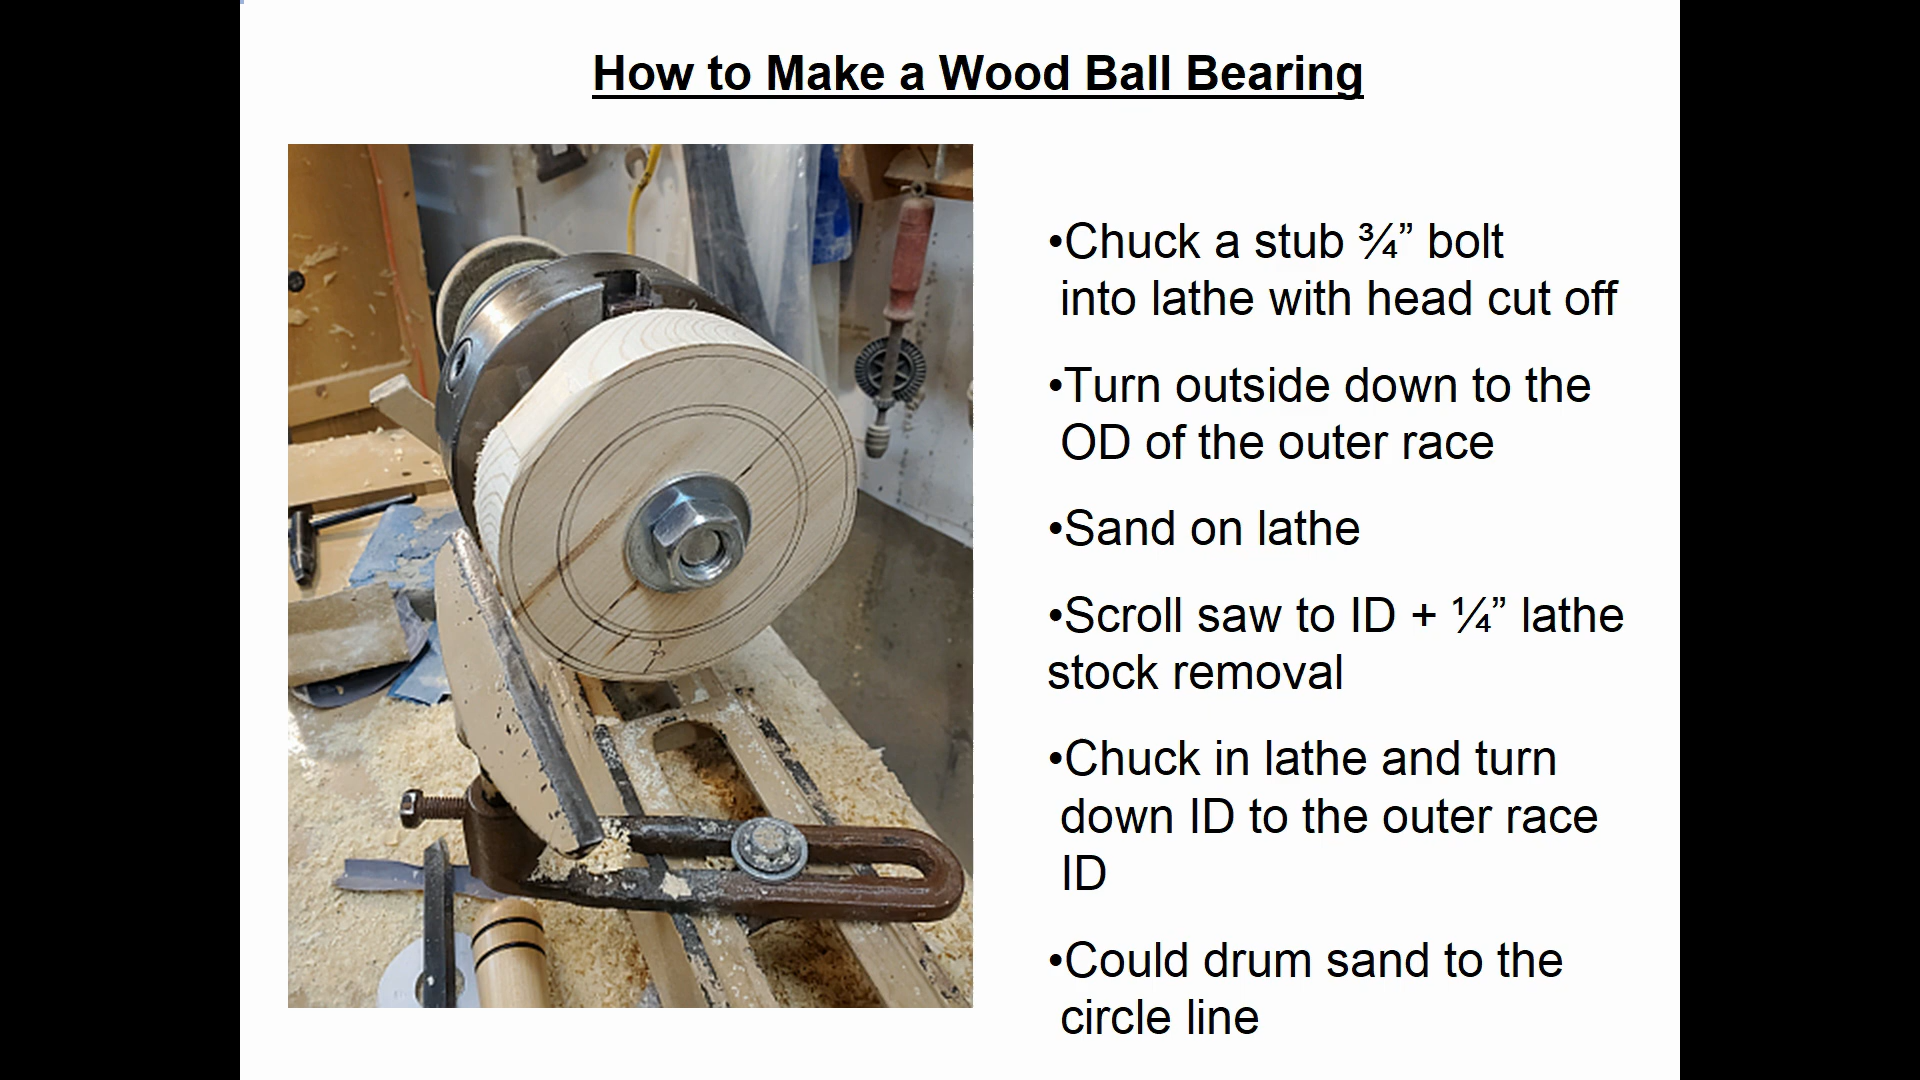 How to Make a Wood Ball Bearing
•Chuck a stub ¾” bolt
into lathe with head cut off
•Turn outside down to the
OD of the outer race
•Sand on lathe
•Scroll saw to ID + ¼” lathe
stock removal
•Chuck in lathe and turn
down ID to the outer race
ID
•Could drum sand to the
circle line